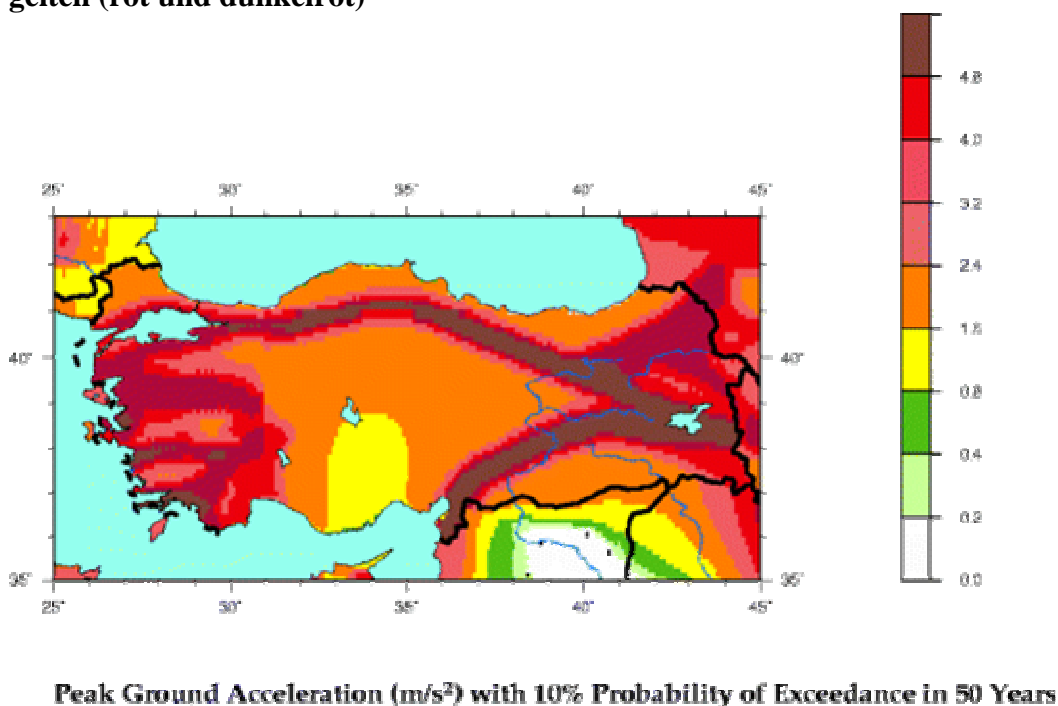 gelten (rot und dunkelrot)
4.8
4.0
3.2
2.4
1.6
0.8
0.4
0.2
0.0
25° 30° 35° 40° 45°
40° 40°
35° 35°
25° 30° 35° 40° 45°
Peak Ground Acceleration (m/s²) with 10% Probability of Exceedance in 50 Years